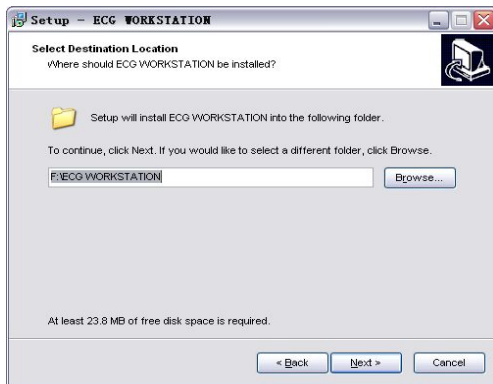 Setup - ECG WORKSTATION
Select Destination Location
Where should ECG WORKSTATION be installed?
Setup will install ECG WORKSTATION into the following folder.
To continue, click Next. If you would like to select a different folder, click Browse.
F:\ECG WORKSTATION
Browse...
At least 23.8 MB of free disk space is required.
< Back Next > Cancel